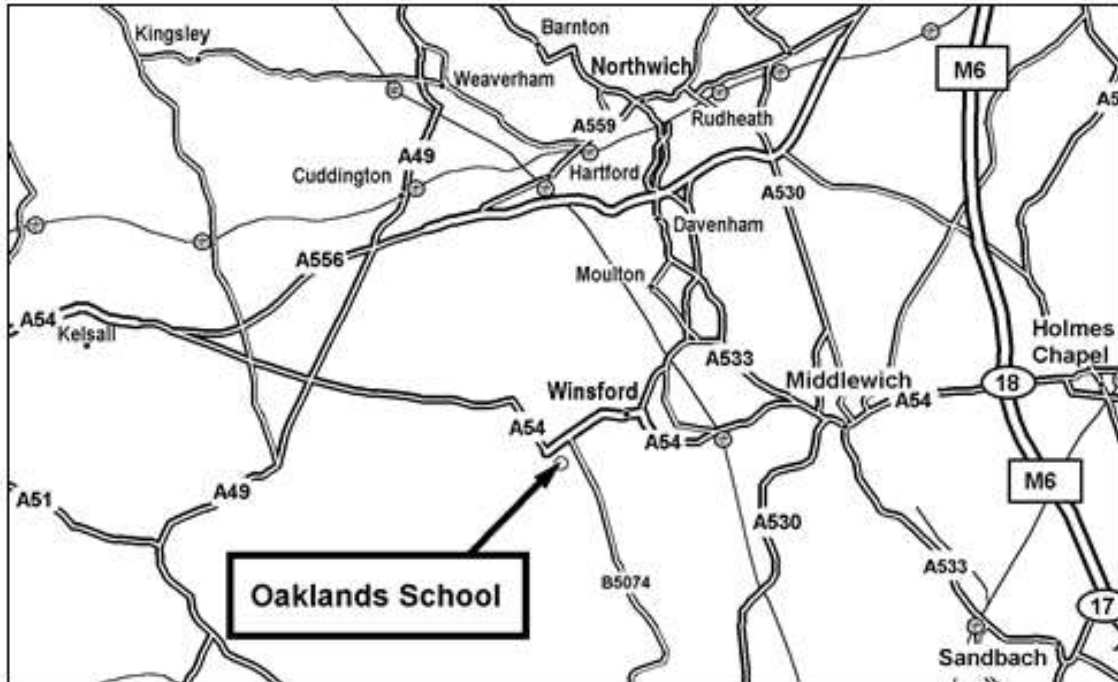 Kingsley
Barnton
Weaverham
Northwich
M6
A559
Rudheath
A49
Cuddington
Hartford
A530
Davenham
A556
Moulton
A54
Kelsall
Holmes
Chapel
A533
Winsford
Middlewich
18
A54
A54
A54
A51
A49
M6
A530
A533
B5074
Oaklands School
17
Sandbach